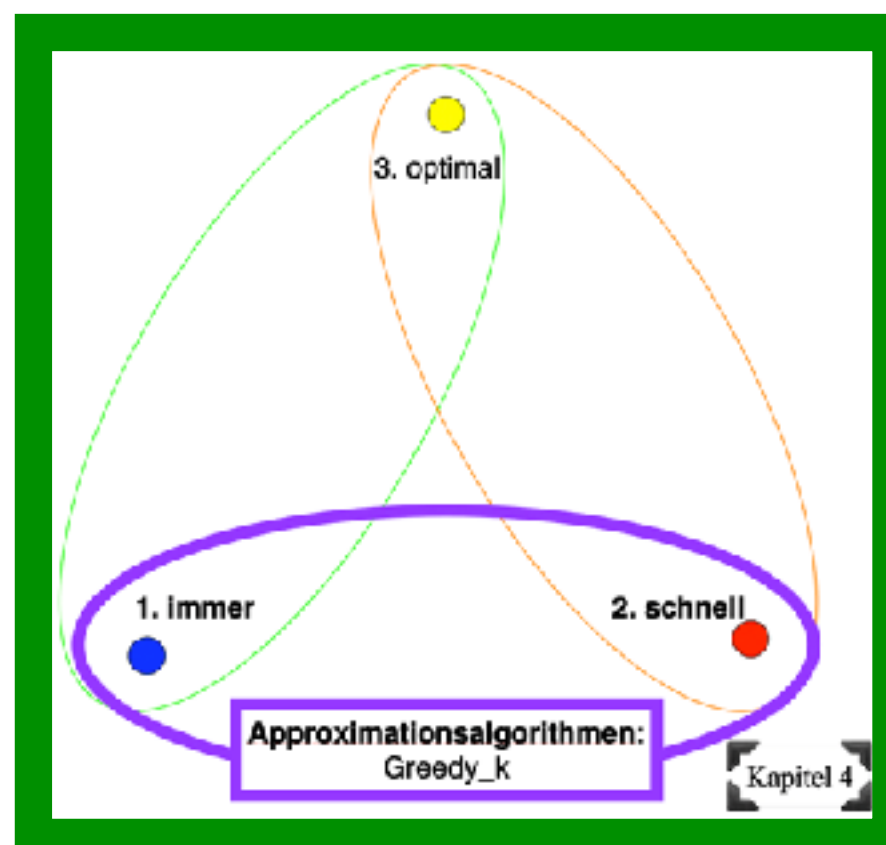 3. optimal
1. immer
2. schnell
Approximationsalgorithmen:
Greedy_k
Kapitel 4